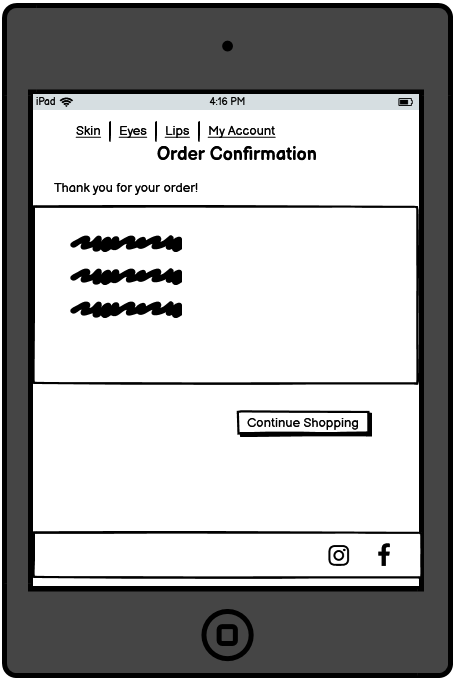 iPad 4:16 PM
Skin Eyes Lips My Account
Order Confirmation
Thank you for your order!
Continue Shopping